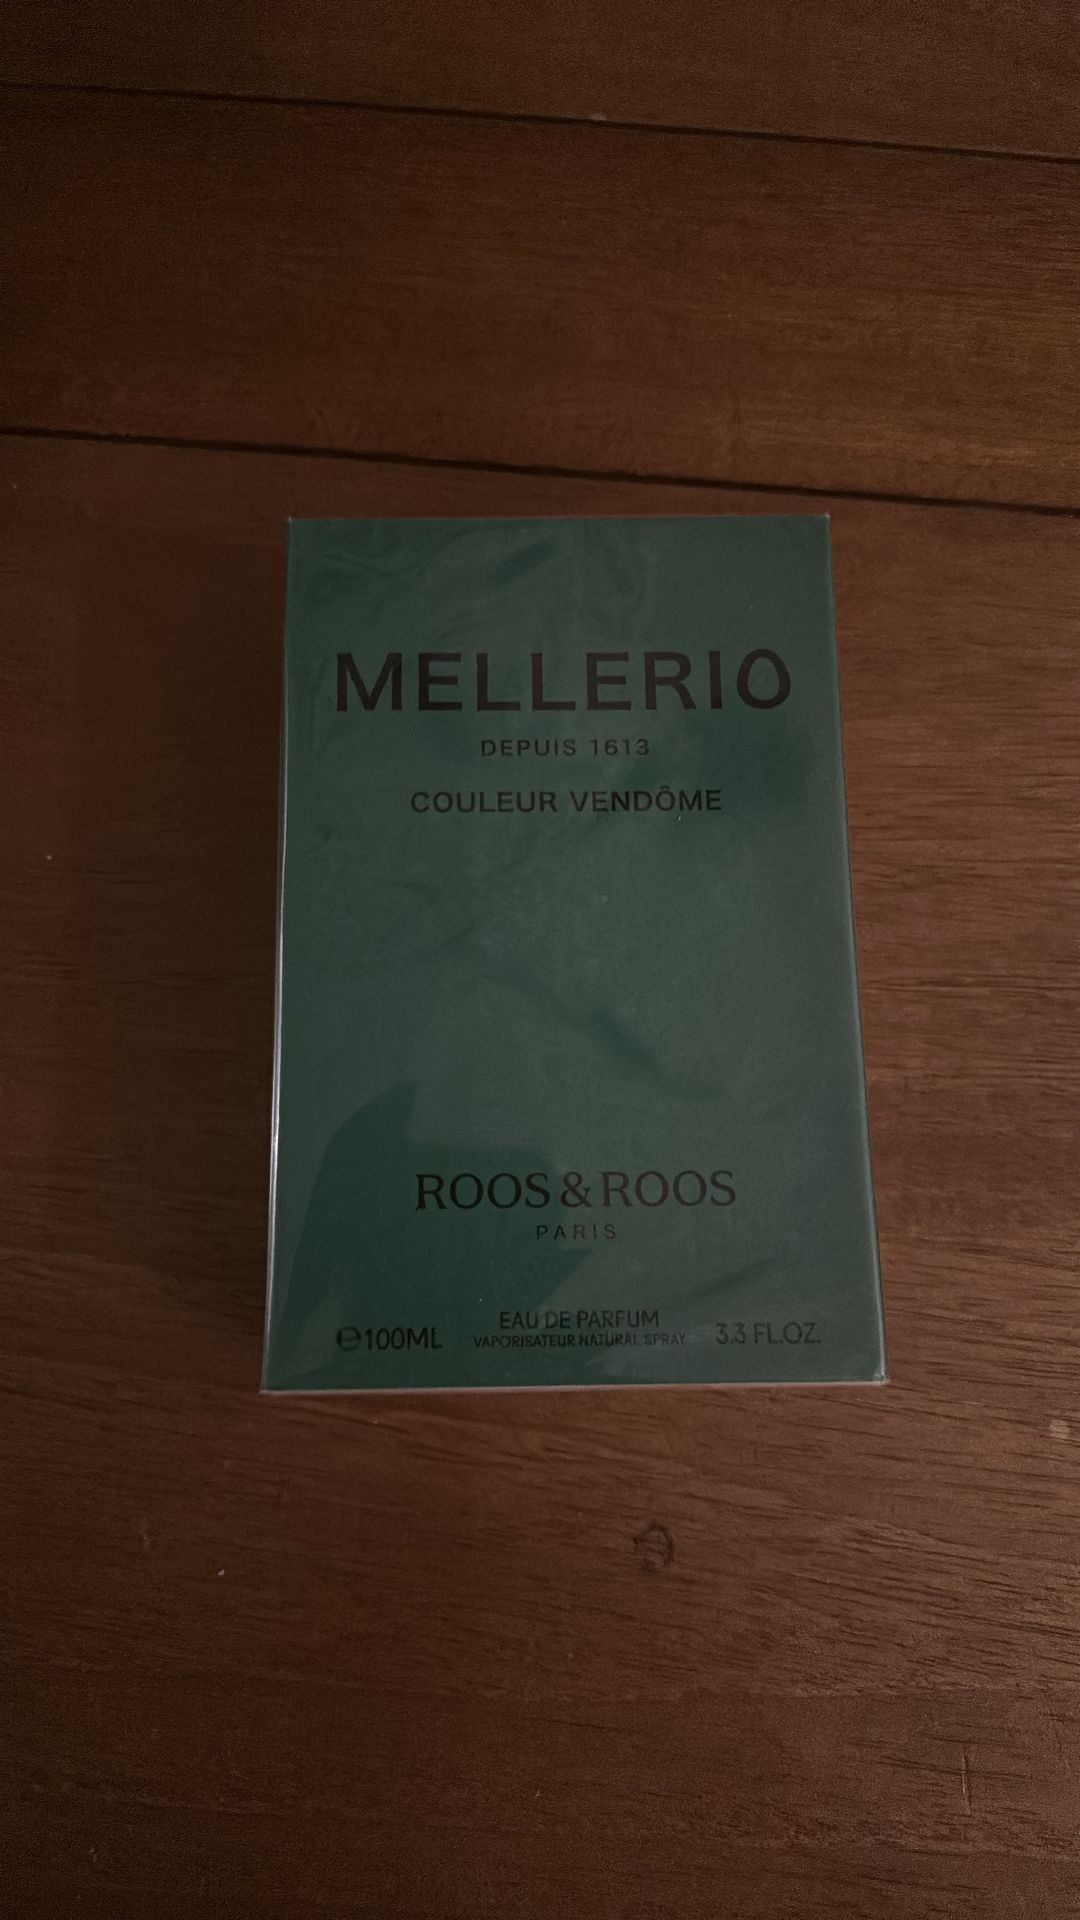 MELLERIO
DEPUIS 1613
COULEUR VENDÔME
ROOS & ROOS
PARIS
EAU DE PARFUM
VAPORISATEUR NATURAL SPRAY
℮100ML
3.3 FL.OZ.